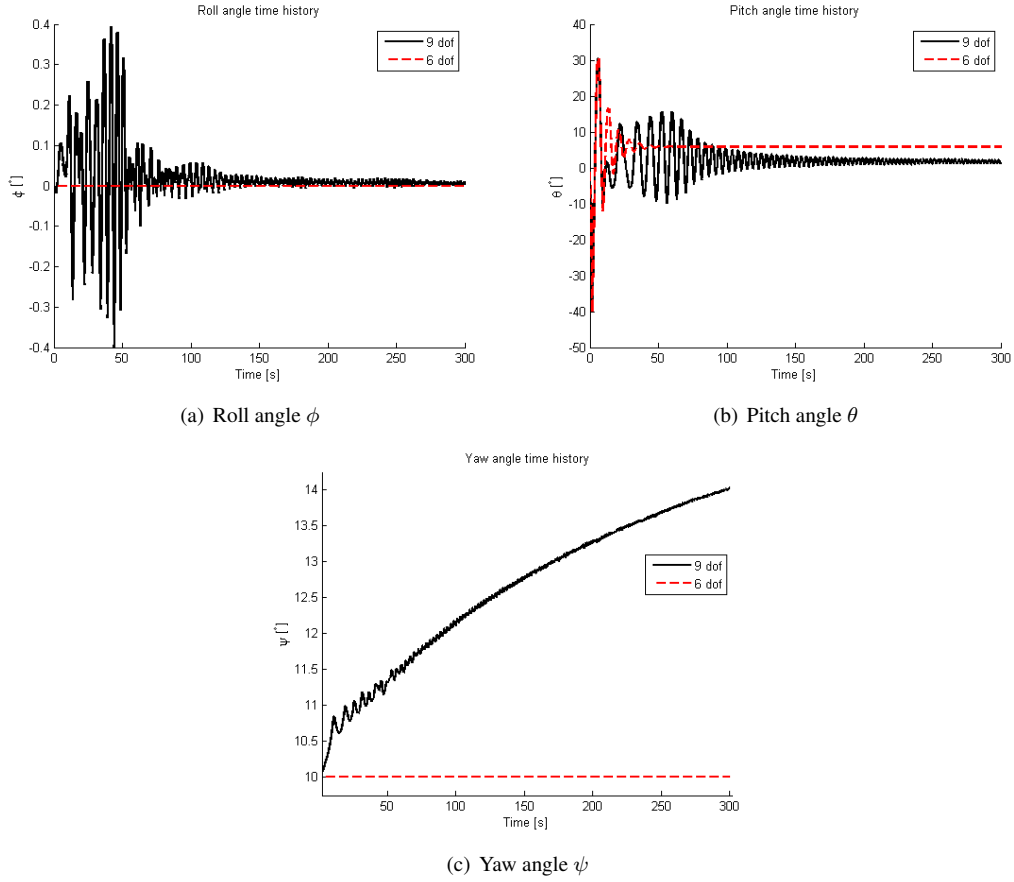 Roll angle time history
0.4
0.3
0.2
0.1
0
-0.1
0.2
-0.3
-0.4
ϕ [°]
0 50 100 150 200 250 300
Time [s]
9 dof
6 dof
(a) Roll angle ϕ
Pitch angle time history
40
30
20
10
0
-10
-20
-30
-40
-50
θ [°]
0 50 100 150 200 250 300
Time [s]
9 dof
6 dof
(b) Pitch angle θ
Yaw angle time history
14
13.5
13
12.5
12
11.5
11
10.5
10
ψ [°]
50 100 150 200 250 300
Time [s]
9 dof
6 dof
(c) Yaw angle ψ